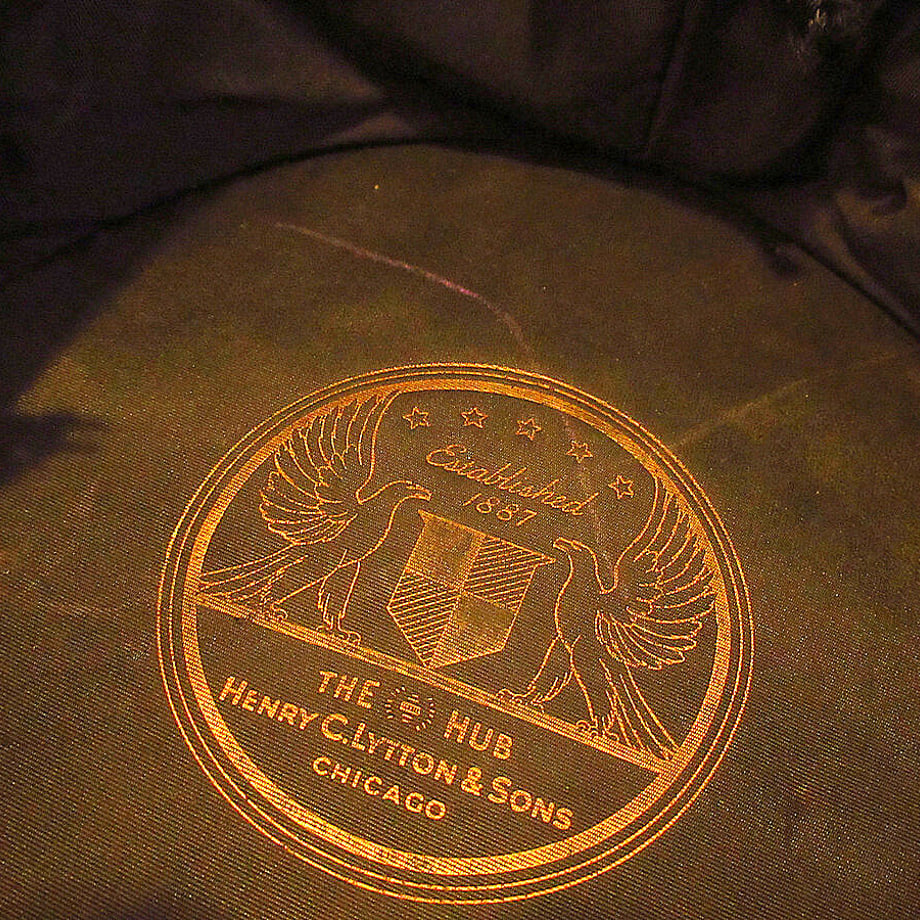 Established
1887
THE HUB
HENRY C. LYTTON & SONS
CHICAGO